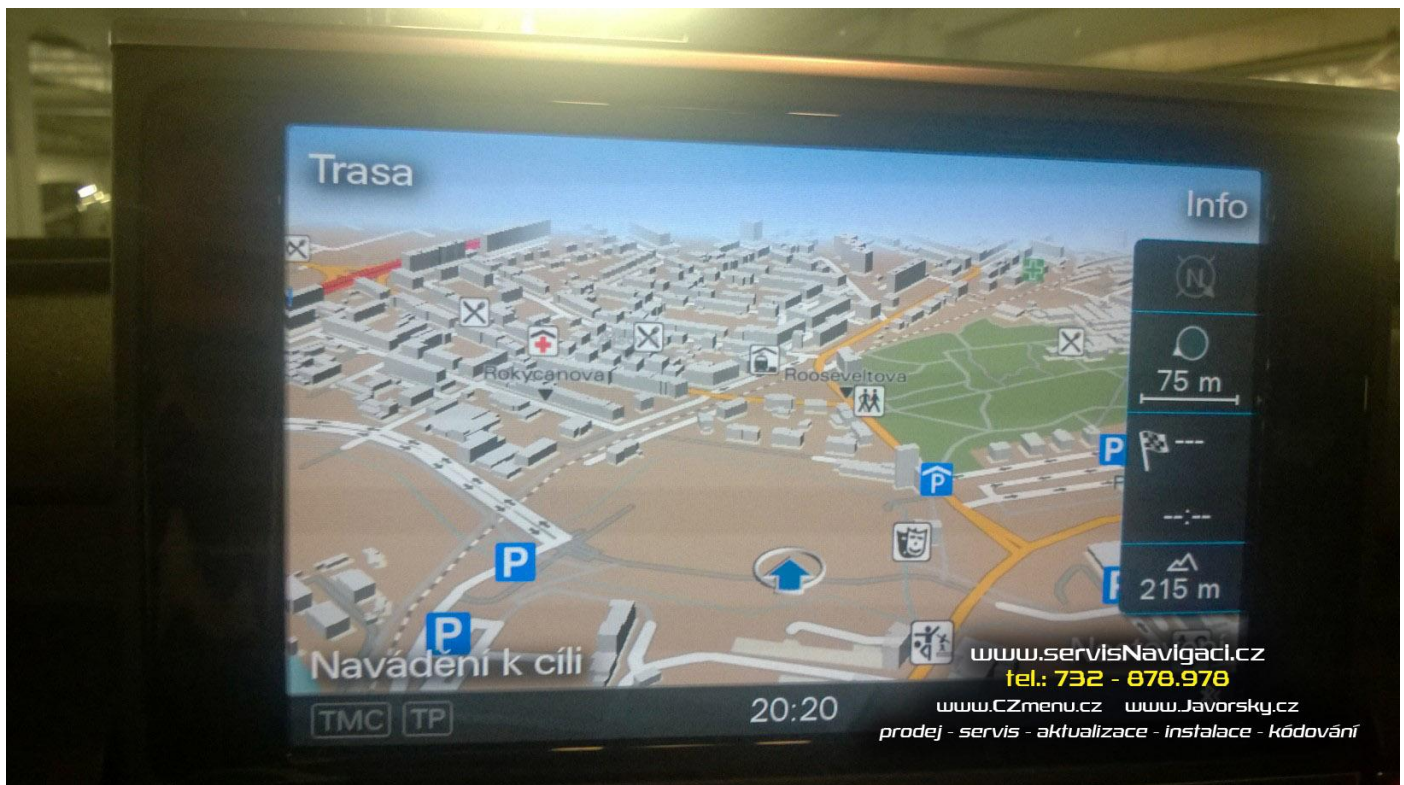 Trasa
Info
N
75 m
Rokycanova
Rooseveltova
P
P
---
--:--
P
215 m
P
Navádění k cíli
TMC TP
20:20
www.servisNavigaci.cz
tel.: 732 - 878.978
www.CZmenu.cz www.Javorsky.cz
prodej - servis - aktualizace - instalace - kódování